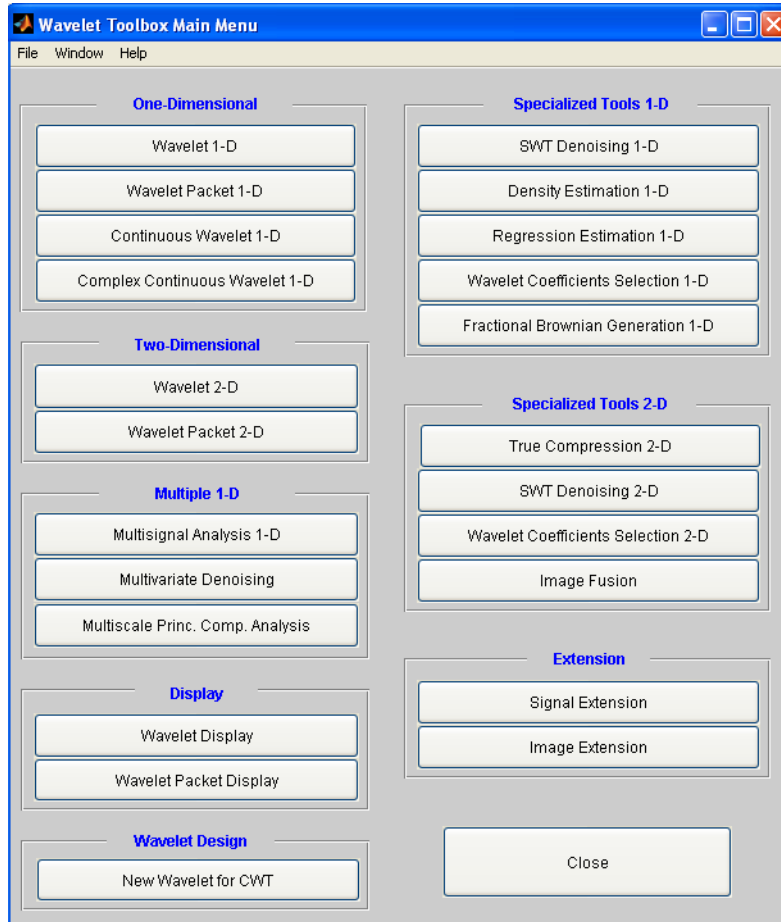 Wavelet Toolbox Main Menu
File Window Help
One-Dimensional
Wavelet 1-D
Wavelet Packet 1-D
Continuous Wavelet 1-D
Complex Continuous Wavelet 1-D
Two-Dimensional
Wavelet 2-D
Wavelet Packet 2-D
Multiple 1-D
Multisignal Analysis 1-D
Multivariate Denoising
Multiscale Princ. Comp. Analysis
Display
Wavelet Display
Wavelet Packet Display
Wavelet Design
New Wavelet for CWT
Specialized Tools 1-D
SWT Denoising 1-D
Density Estimation 1-D
Regression Estimation 1-D
Wavelet Coefficients Selection 1-D
Fractional Brownian Generation 1-D
Specialized Tools 2-D
True Compression 2-D
SWT Denoising 2-D
Wavelet Coefficients Selection 2-D
Image Fusion
Extension
Signal Extension
Image Extension
Close